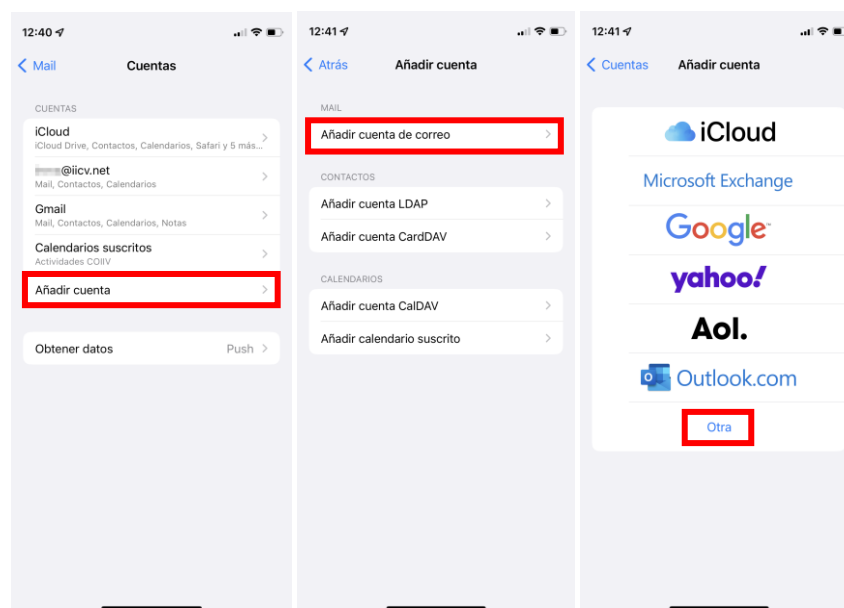 12:40
Mail
Cuentas
CUENTAS
iCloud
iCloud Drive, Contactos, Calendarios, Safari y 5 más...
@iicv.net
Mail, Contactos, Calendarios
Gmail
Mail, Contactos, Calendarios, Notas
Calendarios suscritos
Actividades COIIV
Añadir cuenta
Obtener datos
Push
12:41
Atrás
Añadir cuenta
MAIL
Añadir cuenta de correo
CONTACTOS
Añadir cuenta LDAP
Añadir cuenta CardDAV
CALENDARIOS
Añadir cuenta CalDAV
Añadir calendario suscrito
12:41
Cuentas
Añadir cuenta
iCloud
Microsoft Exchange
Google
yahoo!
Aol.
Outlook.com
Otra